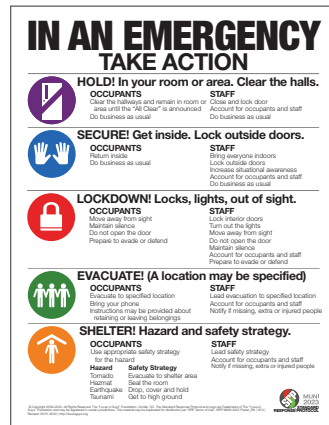 IN AN EMERGENCY
TAKE ACTION
HOLD! In your room or area. Clear the halls.
OCCUPANTS
Clear the hallways and remain in room or
area until the "All Clear" is announced
Do business as usual
STAFF
Close and lock door
Account for occupants and staff
Do business as usual
SECURE! Get inside. Lock outside doors.
OCCUPANTS
Return inside
Do business as usual
STAFF
Bring everyone indoors
Lock outside doors
Increase situational awareness
Account for occupants and staff
Do business as usual
LOCKDOWN! Locks, lights, out of sight.
OCCUPANTS
Move away from sight
Maintain silence
Do not open the door
Prepare to evade or defend
STAFF
Lock interior doors
Turn out the lights
Move away from sight
Do not open the door
Maintain silence
Account for occupants and staff
Prepare to evade or defend
EVACUATE! (A location may be specified)
OCCUPANTS
Evacuate to specified location
Bring your phone
Instructions may be provided about
retaining or leaving belongings
STAFF
Lead evacuation to specified location
Account for occupants and staff
Notify if missing, extra or injured people
SHELTER! Hazard and safety strategy.
OCCUPANTS
Use appropriate safety strategy
for the hazard
Hazard Safety Strategy
Tornado Evacuate to shelter area
Hazmat Seal the room
Earthquake Drop, cover and hold
Tsunami Get to high ground
STAFF
Lead safety strategy
Account for occupants and staff
Notify if missing, extra or injured people
MUNI
2023
STANDARD
RESPONSE PROTOCOL